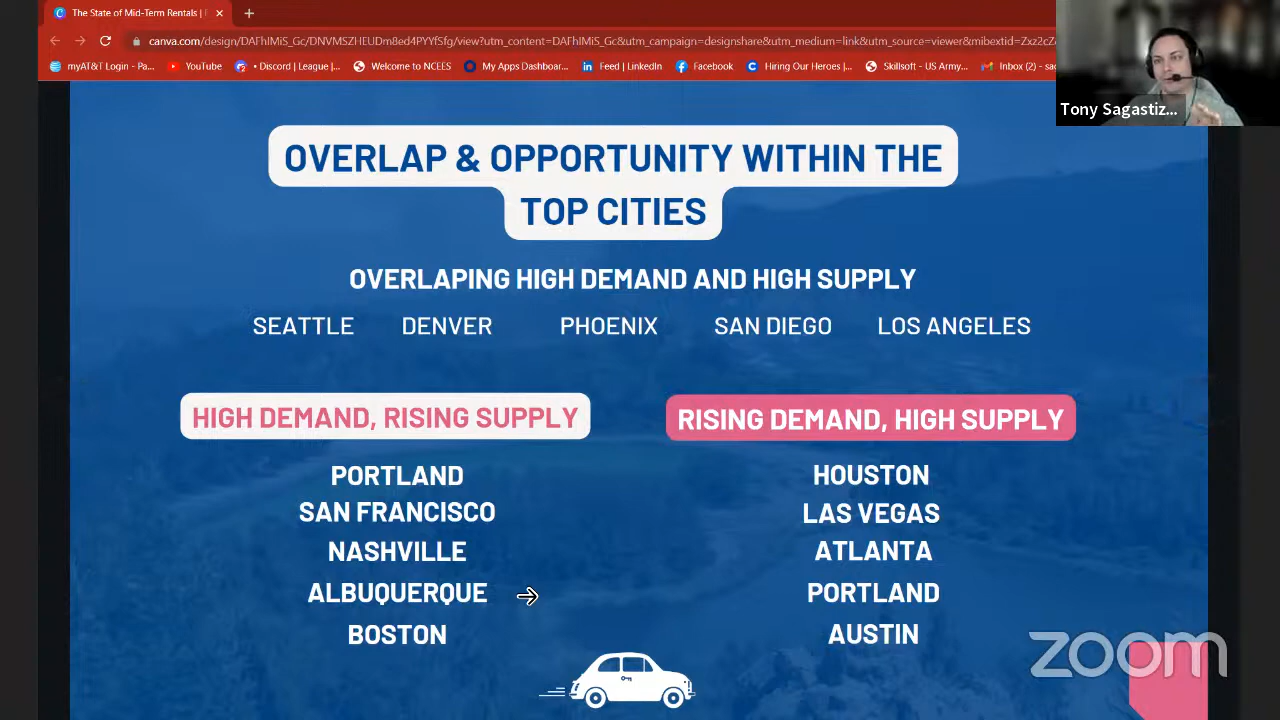 The State of Mid-Term Rentals |
canva.com/design/DAFhIMiS_Gc/DNVMSZHEUDm8ed4PYYfSfg/view?utm_content=DAFhIMiS_Gc&utm_campaign=designshare&utm_medium=link&utm_source=viewer&mibextid=Zxz2cZ
myAT&T Login - Pa... YouTube • Discord | League |... Welcome to NCEES My Apps Dashboar... Feed | LinkedIn Facebook Hiring Our Heroes |... Skillsoft - US Army... Inbox (2) - sa
Tony Sagastiz...
OVERLAP & OPPORTUNITY WITHIN THE
TOP CITIES
OVERLAPING HIGH DEMAND AND HIGH SUPPLY
SEATTLE DENVER PHOENIX SAN DIEGO LOS ANGELES
HIGH DEMAND, RISING SUPPLY
PORTLAND
SAN FRANCISCO
NASHVILLE
ALBUQUERQUE
BOSTON
RISING DEMAND, HIGH SUPPLY
HOUSTON
LAS VEGAS
ATLANTA
PORTLAND
AUSTIN
zoom